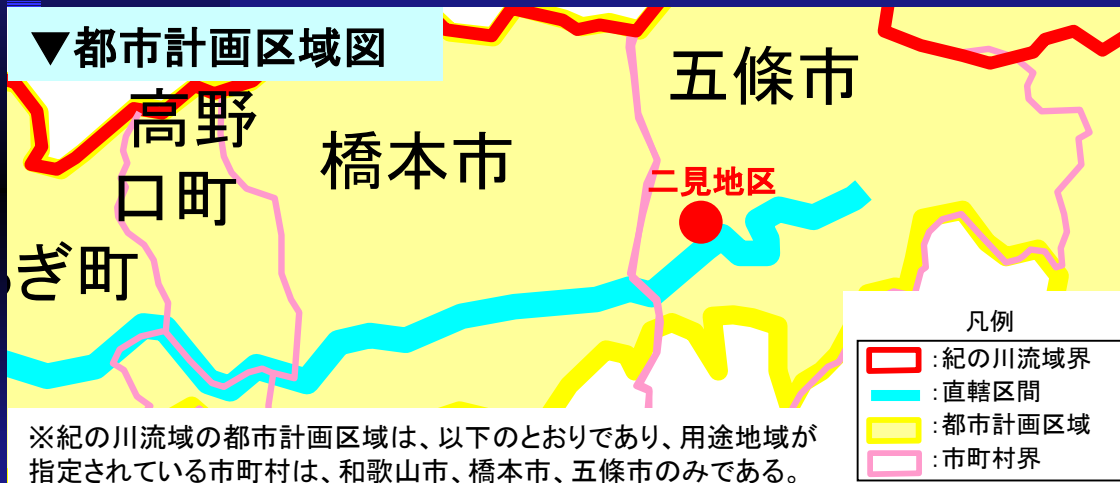 ▼都市計画区域図
五條市
高野
口町
橋本市
二見地区
ぎ町
凡例
:紀の川流域界
:直轄区間
:都市計画区域
:市町村界
※紀の川流域の都市計画区域は、以下のとおりであり、用途地域が
指定されている市町村は、和歌山市、橋本市、五條市のみである。